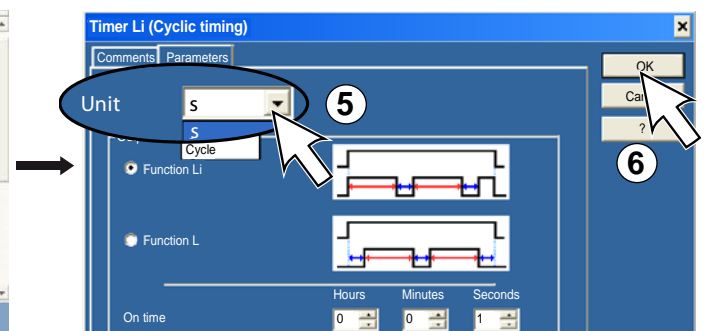 Timer Li (Cyclic timing)
Comments Parameters
OK
Unit S
5
S
Cycle
?
6
Function Li
Function L
Hours Minutes Seconds
On time 0 0 1